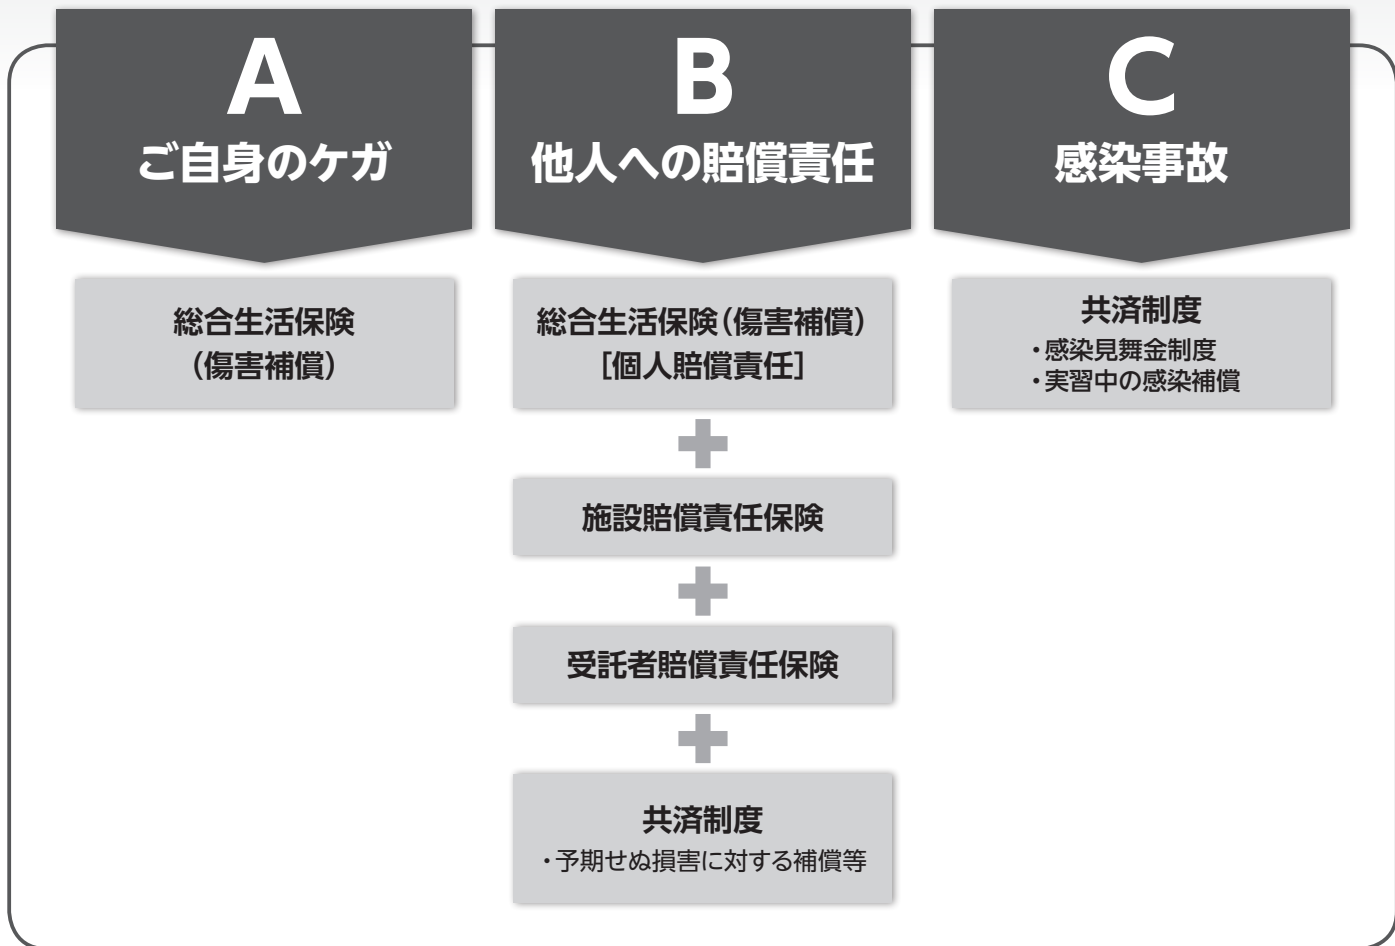 A
ご自身のケガ
総合生活保険
(傷害補償)
B
他人への賠償責任
総合生活保険(傷害補償)
[個人賠償責任]
施設賠償責任保険
受託者賠償責任保険
共済制度
・予期せぬ損害に対する補償等
C
感染事故
共済制度
・感染見舞金制度
・実習中の感染補償